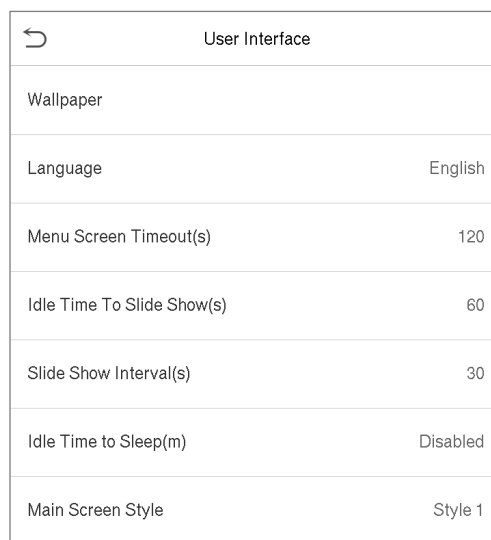 User Interface
Wallpaper
Language English
Menu Screen Timeout(s) 120
Idle Time To Slide Show(s) 60
Slide Show Interval(s) 30
Idle Time to Sleep(m) Disabled
Main Screen Style Style 1